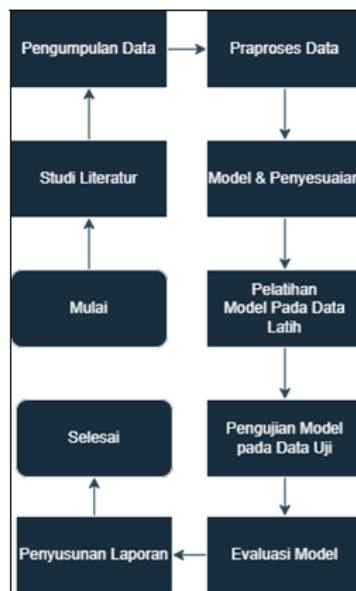 Pengumpulan Data
Praproses Data
Studi Literatur
Model & Penyesuaian
Mulai
Pelatihan
Model Pada Data
Latih
Selesai
Pengujian Model
pada Data Uji
Penyusunan Laporan
Evaluasi Model